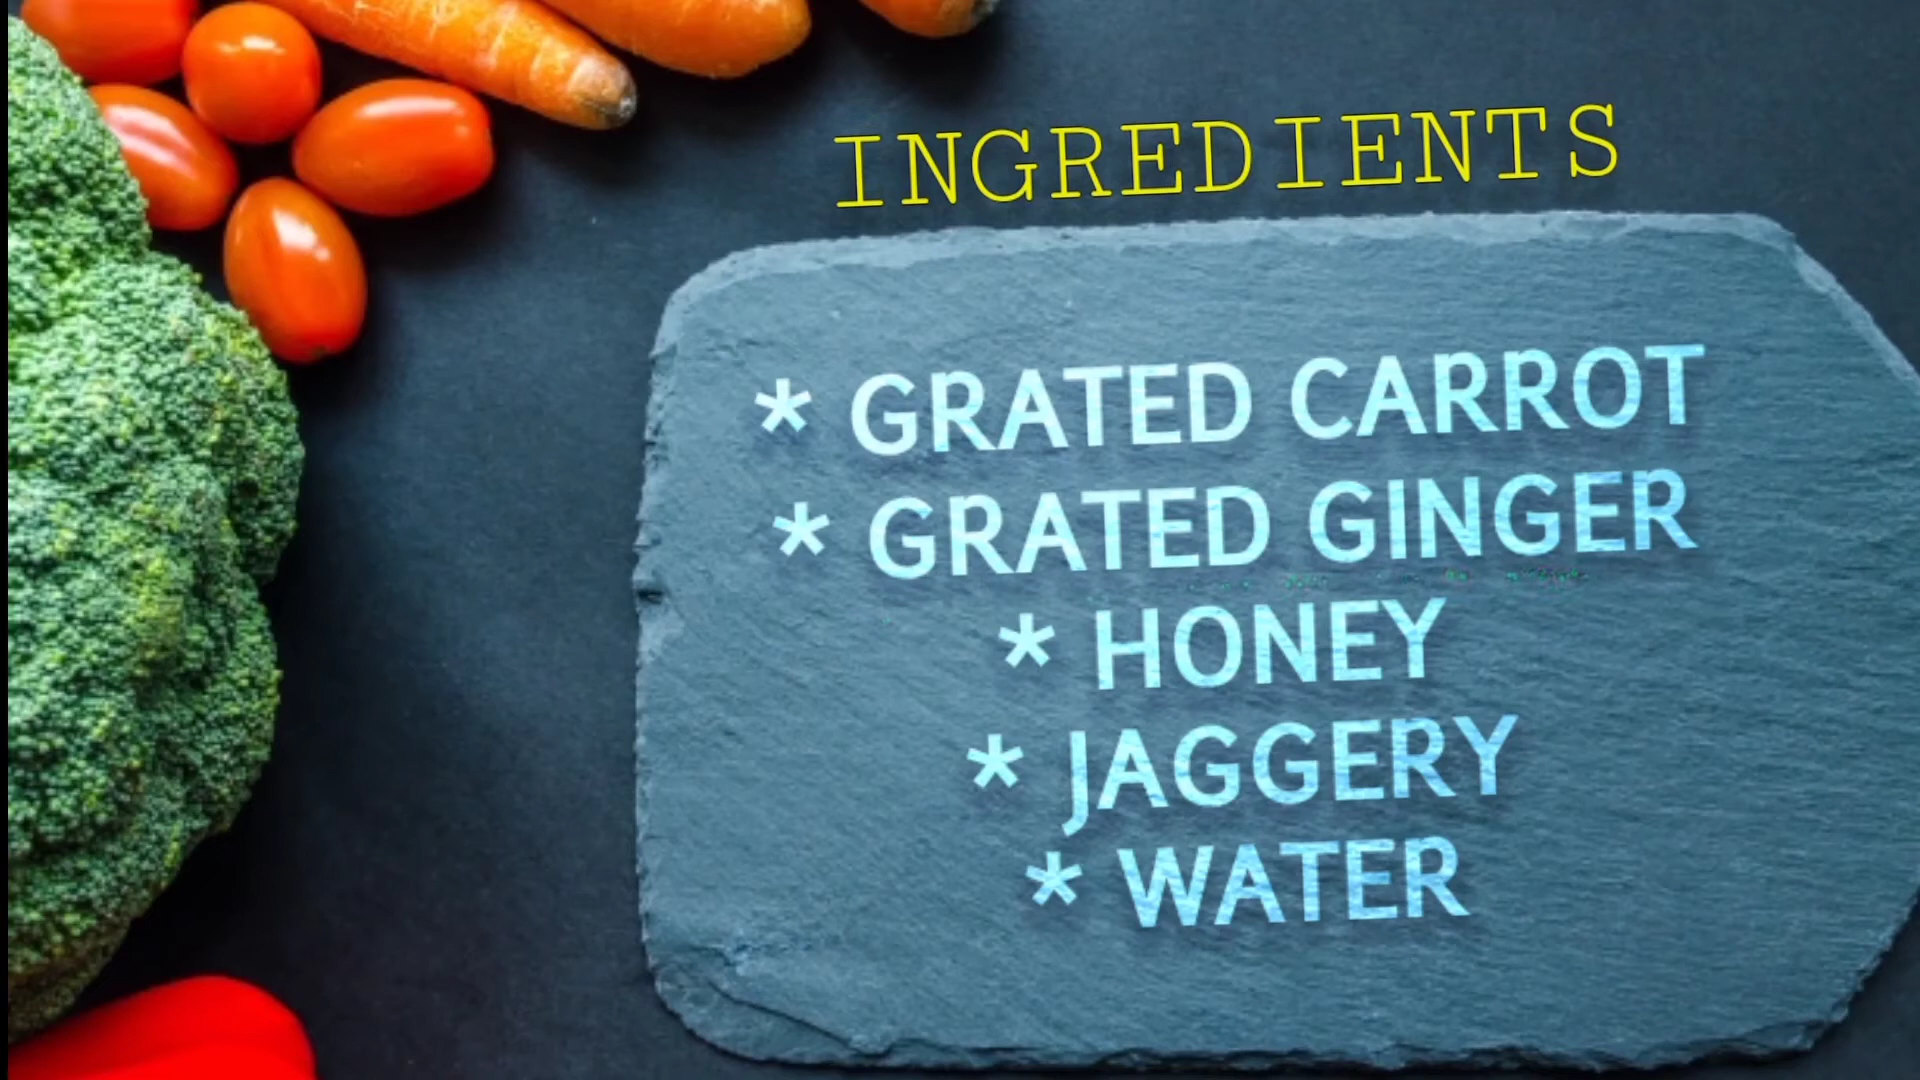 INGREDIENTS
* GRATED CARROT
* GRATED GINGER
* HONEY
* JAGGERY
* WATER